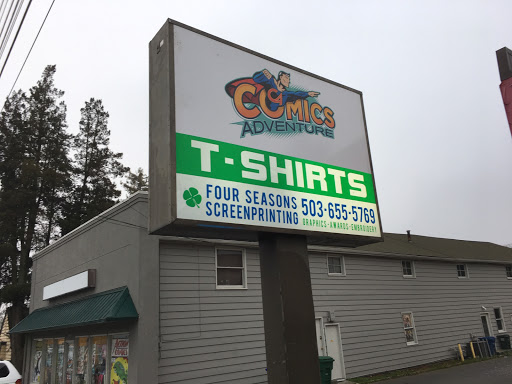 COMICS
ADVENTURE
T-SHIRTS
FOUR SEASONS
SCREENPRINTING
503-655-5769
GRAPHICS-AWARDS-EMBROIDERY